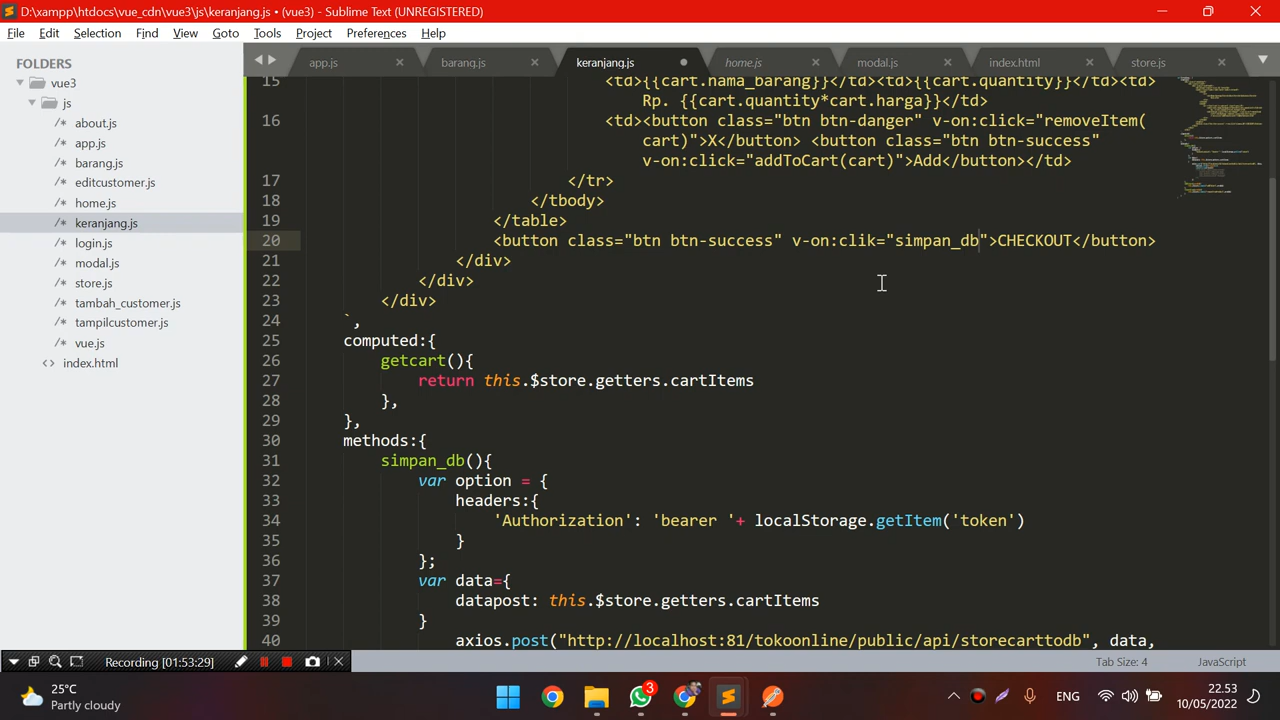 D:\xampp\htdocs\vue_cdn\vue3\js\keranjang.js • (vue3) - Sublime Text (UNREGISTERED)
File Edit Selection Find View Goto Tools Project Preferences Help
FOLDERS
vue3
js
about.js
app.js
barang.js
editcustomer.js
home.js
keranjang.js
login.js
modal.js
store.js
tambah_customer.js
tampilcustomer.js
vue.js
index.html
app.js barang.js keranjang.js home.js modal.js index.html store.js
15 <td>{{cart.nama_barang}}</td><td>{{cart.quantity}}</td><td>
Rp. {{cart.quantity*cart.harga}}</td>
16 <td><button class="btn btn-danger" v-on:click="removeItem(
cart)">X</button> <button class="btn btn-success"
v-on:click="addToCart(cart)">Add</button></td>
17 </tr>
18 </tbody>
19 </table>
20 <button class="btn btn-success" v-on:clik="simpan_db">CHECKOUT</button>
21 </div>
22 </div>
23 </div>
24 `,
25 computed:{
26 getcart(){
27 return this.$store.getters.cartItems
28 },
29 },
30 methods:{
31 simpan_db(){
32 var option = {
33 headers:{
34 'Authorization': 'bearer '+ localStorage.getItem('token')
35 }
36 };
37 var data={
38 datapost: this.$store.getters.cartItems
39 }
40 axios.post("http://localhost:81/tokoonline/public/api/storecarttodb", data,
Recording [01:53:29]
Tab Size: 4 JavaScript
25°C
Partly cloudy
3
ENG
22.53
10/05/2022